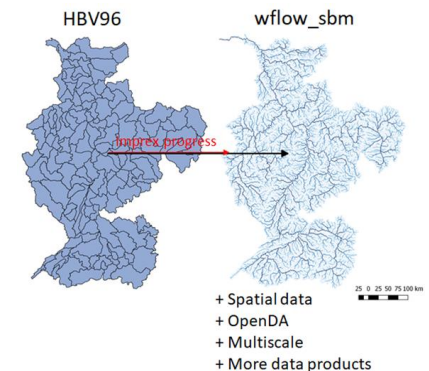 HBV96
wflow_sbm
Imprex progress
25 0 25 50 75 100 km
+ Spatial data
+ OpenDA
+ Multiscale
+ More data products